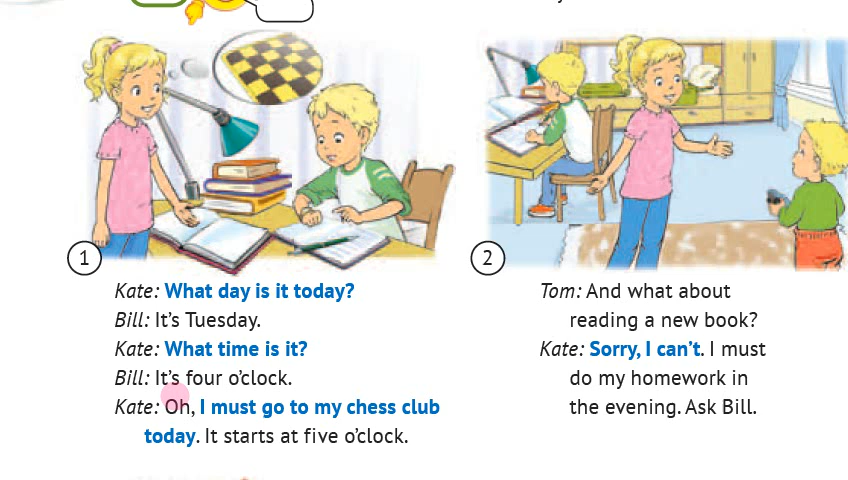 1
Kate: What day is it today?
Bill: It's Tuesday.
Kate: What time is it?
Bill: It's four o'clock.
Kate: Oh, I must go to my chess club
today. It starts at five o'clock.
2
Tom: And what about
reading a new book?
Kate: Sorry, I can't. I must
do my homework in
the evening. Ask Bill.